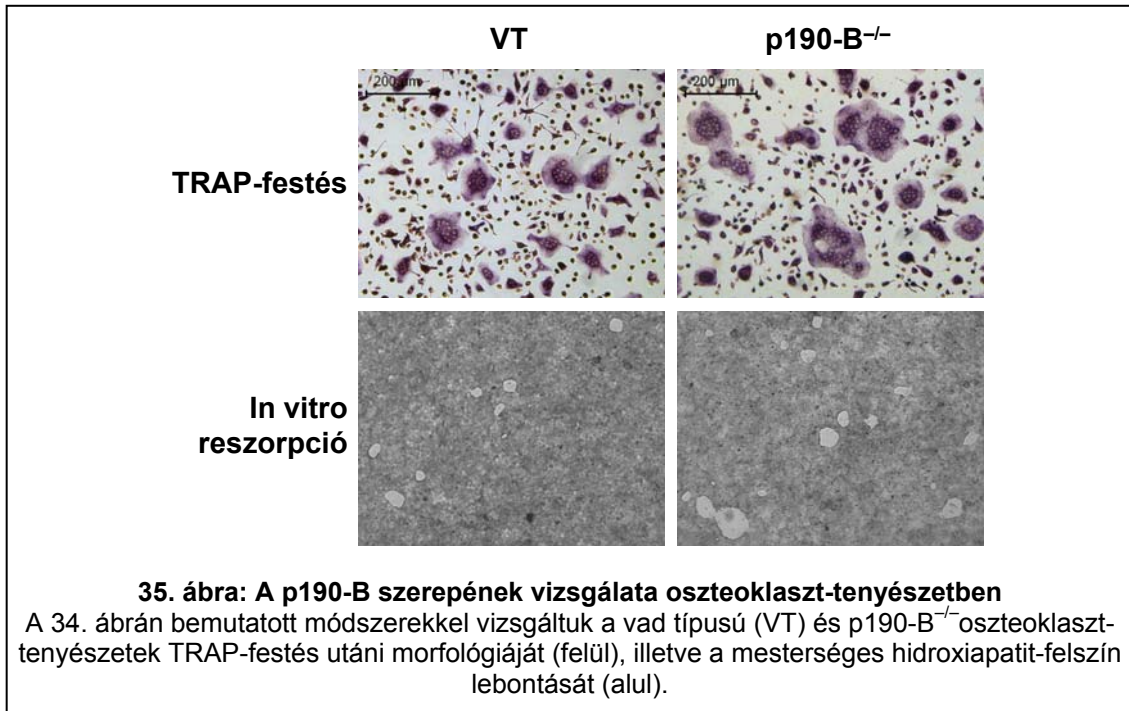 VT p190-B⁻/⁻
200 µm 200 µm
TRAP-festés
In vitro
reszorpció
35. ábra: A p190-B szerepének vizsgálata oszteoklaszt-tenyészetben
A 34. ábrán bemutatott módszerekkel vizsgáltuk a vad típusú (VT) és p190-B⁻/⁻oszteoklaszt-
tenyészetek TRAP-festés utáni morfológiáját (felül), illetve a mesterséges hidroxiapatit-felszín
lebontását (alul).